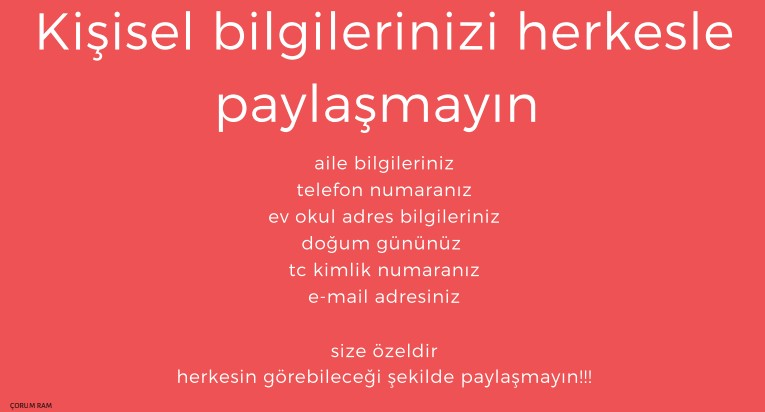 Kişisel bilgilerinizi herkesle
paylaşmayın
aile bilgileriniz
telefon numaranız
ev okul adres bilgileriniz
doğum gününüz
tc kimlik numaranız
e-mail adresiniz
size özeldir
herkesin görebileceği şekilde paylaşmayın!!!
ÇORUM RAM